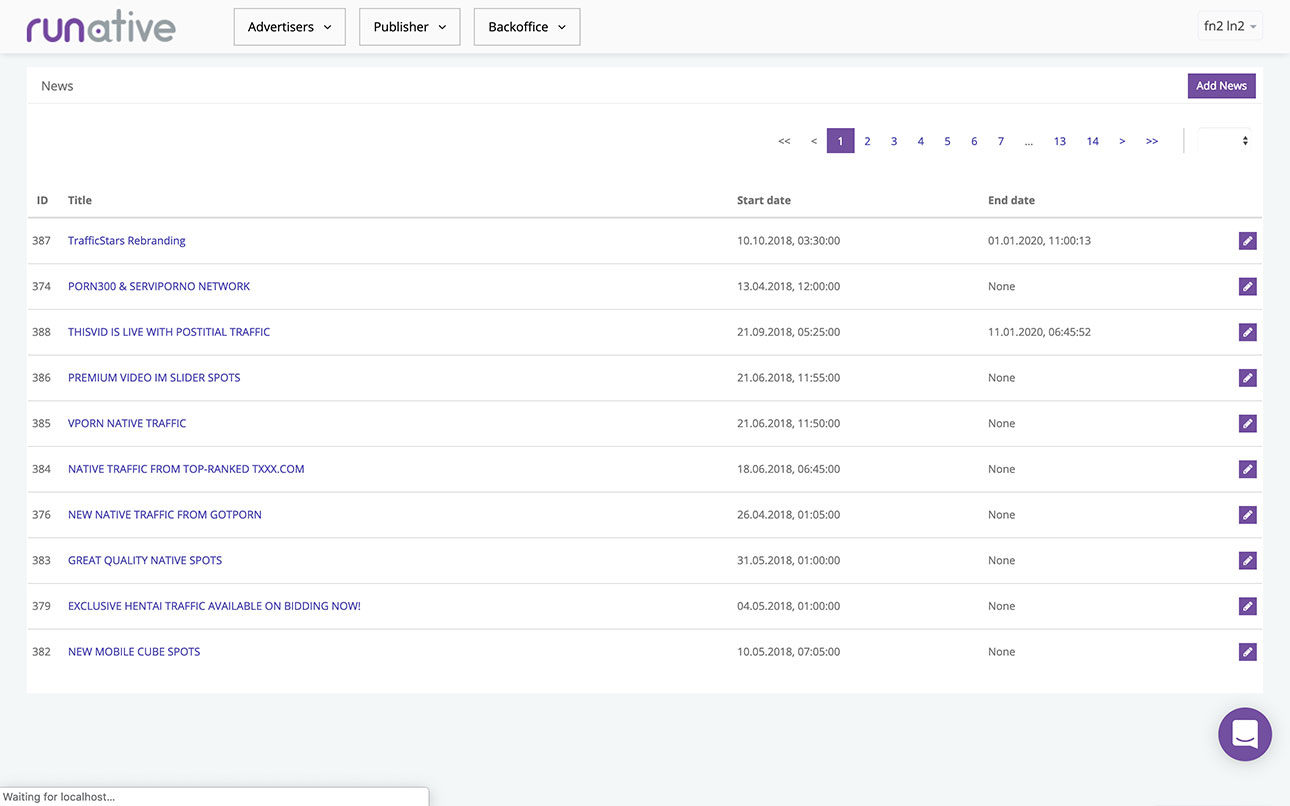 runative
Advertisers Publisher Backoffice fn2 ln2
News Add News
<< < 1 2 3 4 5 6 7 ... 13 14 > >>
ID Title Start date End date
387 TrafficStars Rebranding 10.10.2018, 03:30:00 01.01.2020, 11:00:13
374 PORN300 & SERVIPORNO NETWORK 13.04.2018, 12:00:00 None
388 THISVID IS LIVE WITH POSTITIAL TRAFFIC 21.09.2018, 05:25:00 11.01.2020, 06:45:52
386 PREMIUM VIDEO IM SLIDER SPOTS 21.06.2018, 11:55:00 None
385 VPORN NATIVE TRAFFIC 21.06.2018, 11:50:00 None
384 NATIVE TRAFFIC FROM TOP-RANKED TXXX.COM 18.06.2018, 06:45:00 None
376 NEW NATIVE TRAFFIC FROM GOTPORN 26.04.2018, 01:05:00 None
383 GREAT QUALITY NATIVE SPOTS 31.05.2018, 01:00:00 None
379 EXCLUSIVE HENTAI TRAFFIC AVAILABLE ON BIDDING NOW! 04.05.2018, 01:00:00 None
382 NEW MOBILE CUBE SPOTS 10.05.2018, 07:05:00 None
Waiting for localhost...